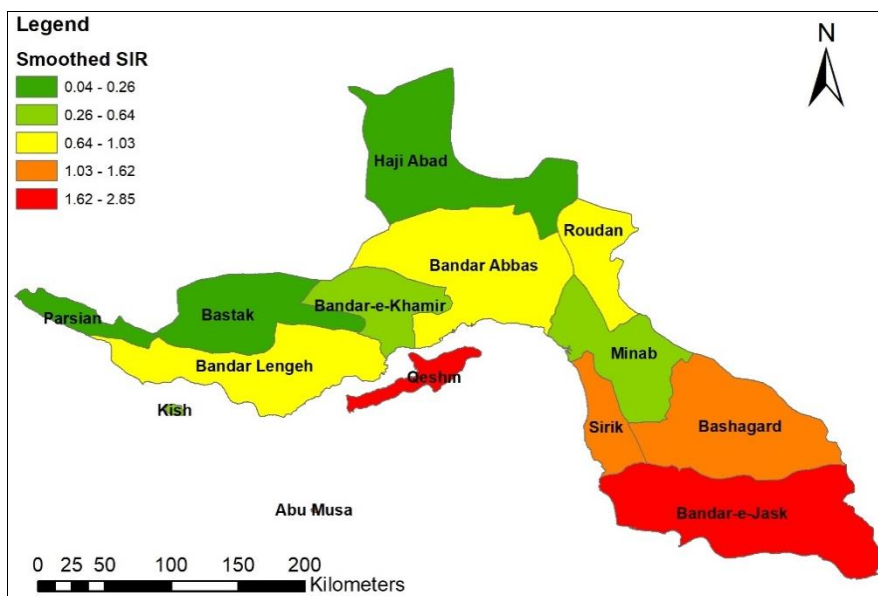 Legend
Smoothed SIR
0.04 - 0.26
0.26 - 0.64
0.64 - 1.03
1.03 - 1.62
1.62 - 2.85
N
Haji Abad
Roudan
Bandar Abbas
Bandar-e-Khamir
Parsian
Bastak
Minab
Bandar Lengeh
Qeshm
Kish
Sirik
Bashagard
Abu Musa
Bandar-e-Jask
0 25 50 100 150 200
Kilometers